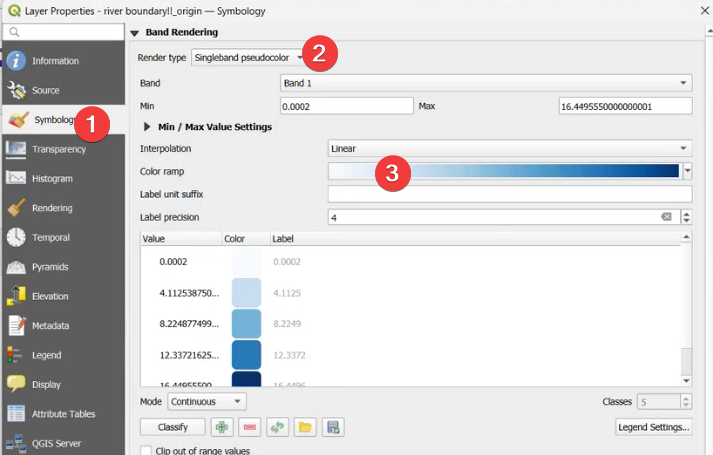 Layer Properties - river boundary!!_origin — Symbology
Information
Source
Symbology
Transparency
Histogram
Rendering
Temporal
Pyramids
Elevation
Metadata
Legend
Display
Attribute Tables
QGIS Server
Band Rendering
Render type Singleband pseudocolor
Band Band 1
Min 0.0002 Max 16.4495550000000001
Min / Max Value Settings
Interpolation Linear
Color ramp
Label unit suffix
Label precision 4
Value Color Label
0.0002 0.0002
4.112538750... 4.1125
8.224877499... 8.2249
12.33721625... 12.3372
16.44955500... 16.4496
Mode Continuous Classes 5
Classify Legend Settings...
Clip out of range values
1
2
3